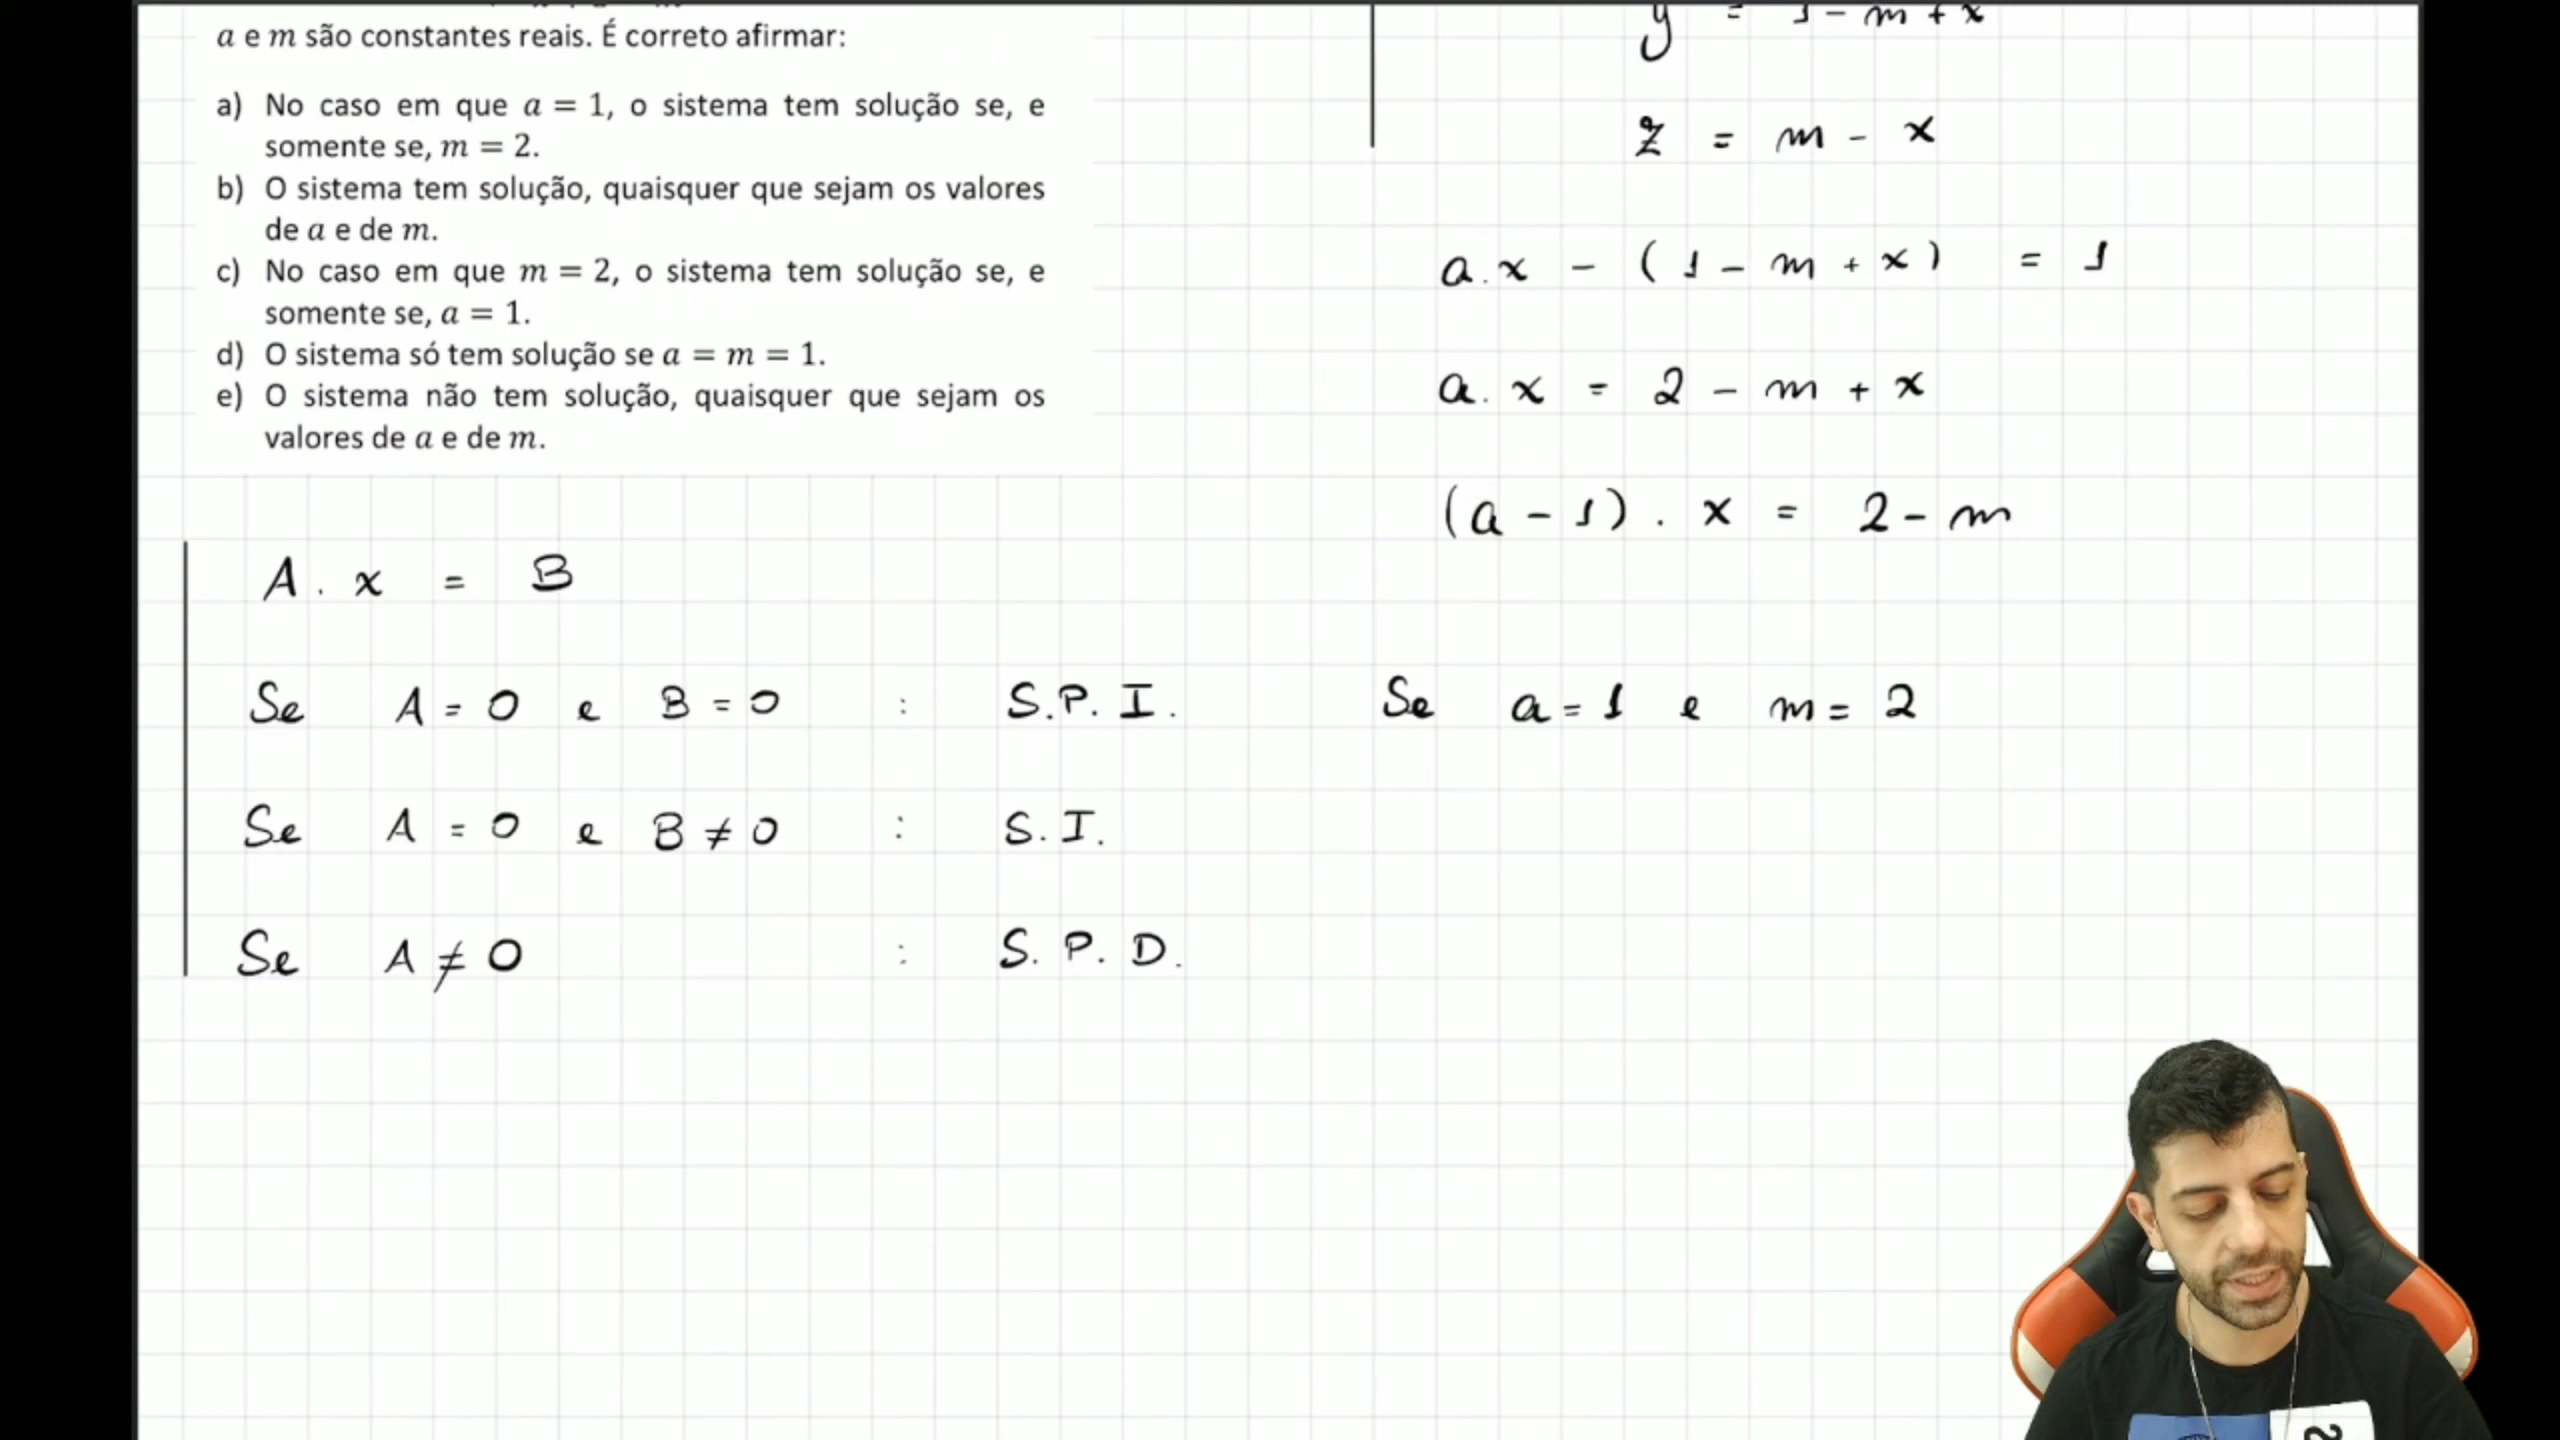 a e m são constantes reais. É correto afirmar:
a) No caso em que a = 1, o sistema tem solução se, e
somente se, m = 2.
b) O sistema tem solução, quaisquer que sejam os valores
de a e de m.
c) No caso em que m = 2, o sistema tem solução se, e
somente se, a = 1.
d) O sistema só tem solução se a = m = 1.
e) O sistema não tem solução, quaisquer que sejam os
valores de a e de m.
A . x = B
Se A = 0 e B = 0 : S.P.I.
Se A = 0 e B ≠ 0 : S.I.
Se A ≠ 0 : S.P.D.
y = 1 - m + x
z = m - x
a.x - (1 - m + x) = 1
a.x = 2 - m + x
(a - 1) . x = 2 - m
Se a = 1 e m = 2